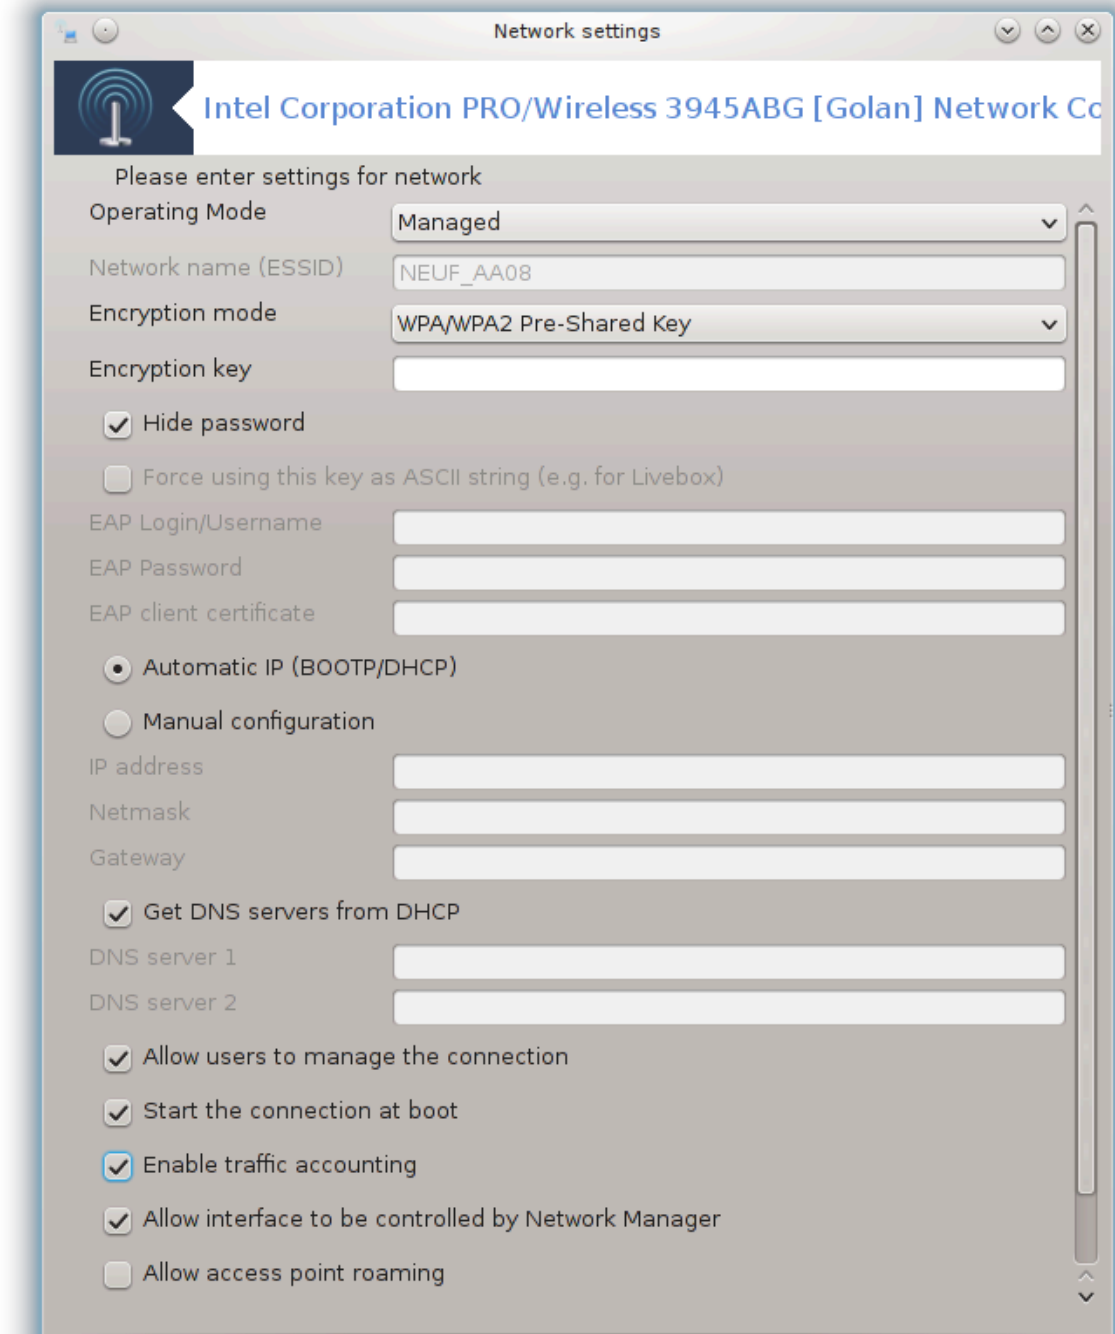 Network settings
Intel Corporation PRO/Wireless 3945ABG [Golan] Network Co
Please enter settings for network
Operating Mode
Managed
Network name (ESSID)
NEUF_AA08
Encryption mode
WPA/WPA2 Pre-Shared Key
Encryption key
Hide password
Force using this key as ASCII string (e.g. for Livebox)
EAP Login/Username
EAP Password
EAP client certificate
Automatic IP (BOOTP/DHCP)
Manual configuration
IP address
Netmask
Gateway
Get DNS servers from DHCP
DNS server 1
DNS server 2
Allow users to manage the connection
Start the connection at boot
Enable traffic accounting
Allow interface to be controlled by Network Manager
Allow access point roaming